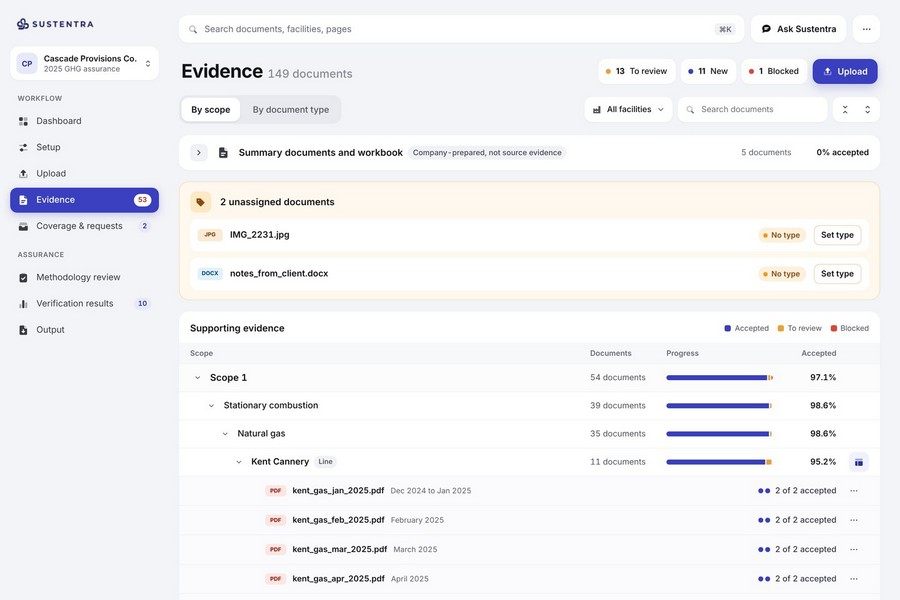 SUSTENTRA
CP
Cascade Provisions Co.
2025 GHG assurance
WORKFLOW
Dashboard
Setup
Upload
Evidence 53
Coverage & requests 2
ASSURANCE
Methodology review
Verification results 10
Output
Search documents, facilities, pages ⌘K
Ask Sustentra
Evidence 149 documents
13 To review
11 New
1 Blocked
Upload
By scope
By document type
All facilities
Search documents
Summary documents and workbook Company-prepared, not source evidence 5 documents 0% accepted
2 unassigned documents
JPG IMG_2231.jpg No type Set type
DOCX notes_from_client.docx No type Set type
Supporting evidence Accepted To review Blocked
Scope Documents Progress Accepted
Scope 1 54 documents 97.1%
Stationary combustion 39 documents 98.6%
Natural gas 35 documents 98.6%
Kent Cannery Line 11 documents 95.2%
PDF kent_gas_jan_2025.pdf Dec 2024 to Jan 2025 2 of 2 accepted
PDF kent_gas_feb_2025.pdf February 2025 2 of 2 accepted
PDF kent_gas_mar_2025.pdf March 2025 2 of 2 accepted
PDF kent_gas_apr_2025.pdf April 2025 2 of 2 accepted